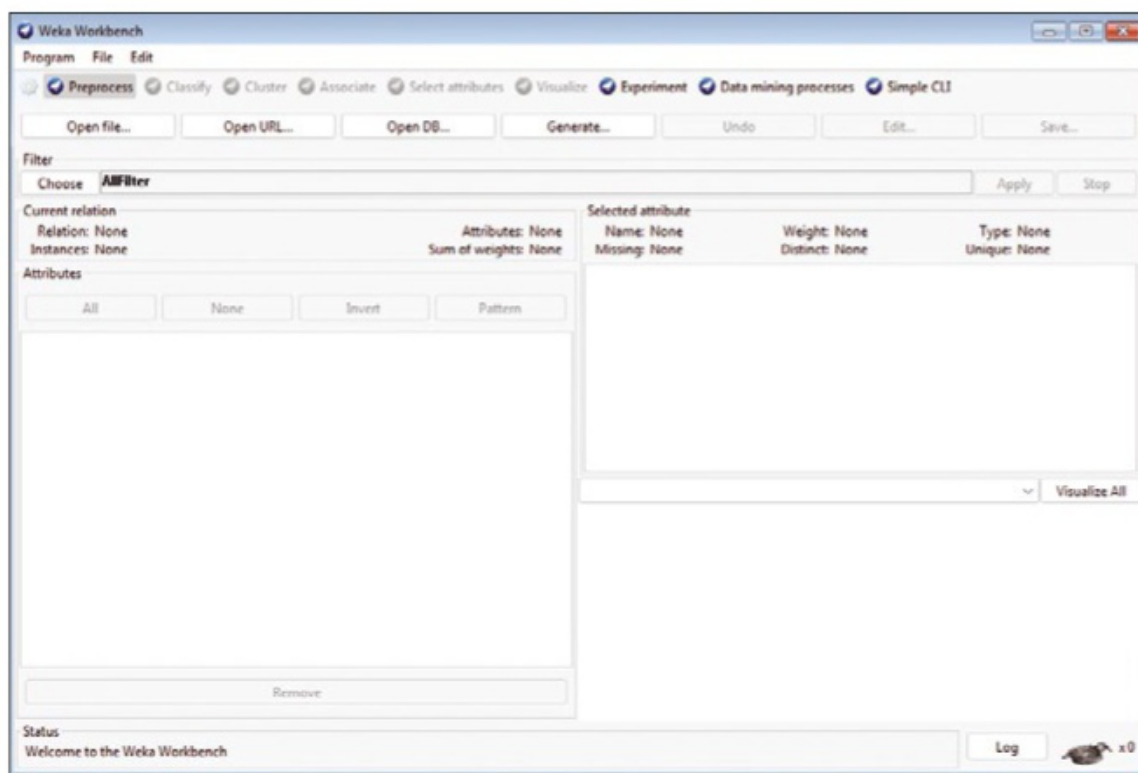 Weka Workbench
Program File Edit
Preprocess Classify Cluster Associate Select attributes Visualize Experiment Data mining processes Simple CLI
Open file... Open URL... Open DB... Generate... Undo Edit... Save...
Filter
Choose AllFilter Apply Stop
Current relation
Relation: None Attributes: None
Instances: None Sum of weights: None
Selected attribute
Name: None Weight: None Type: None
Missing: None Distinct: None Unique: None
Attributes
All None Invert Pattern
Visualize All
Remove
Status
Welcome to the Weka Workbench
Log x 0